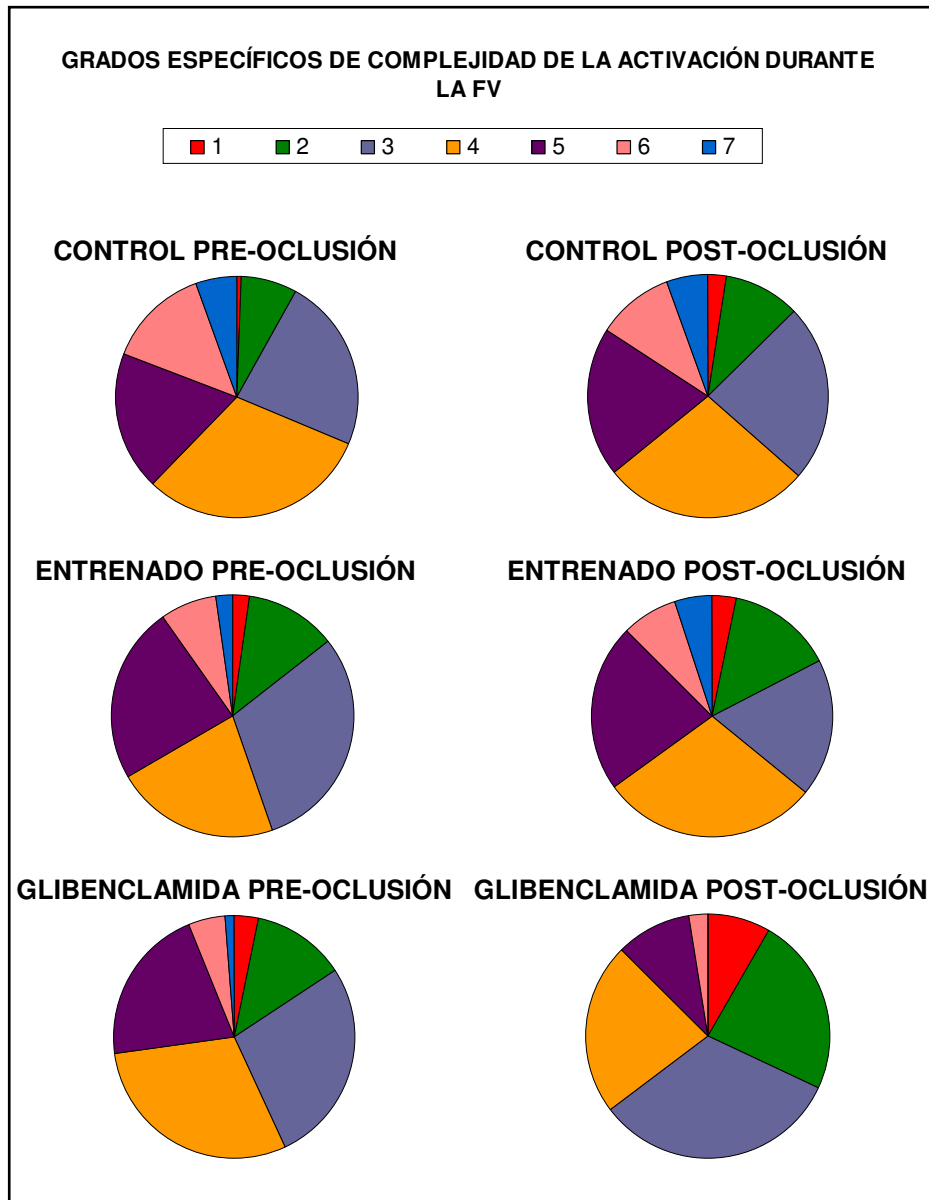 GRADOS ESPECÍFICOS DE COMPLEJIDAD DE LA ACTIVACIÓN DURANTE
LA FV
1 2 3 4 5 6 7
CONTROL PRE-OCLUSIÓN
CONTROL POST-OCLUSIÓN
ENTRENADO PRE-OCLUSIÓN
ENTRENADO POST-OCLUSIÓN
GLIBENCLAMIDA PRE-OCLUSIÓN
GLIBENCLAMIDA POST-OCLUSIÓN